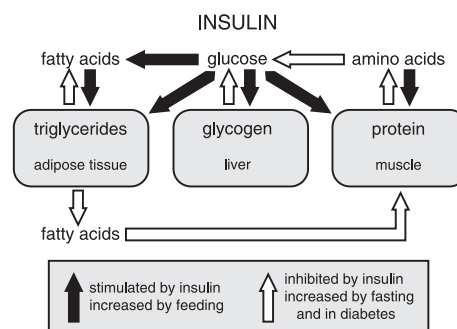 INSULIN
fatty acids glucose amino acids
triglycerides
adipose tissue
glycogen
liver
protein
muscle
fatty acids
stimulated by insulin
increased by feeding
inhibited by insulin
increased by fasting
and in diabetes